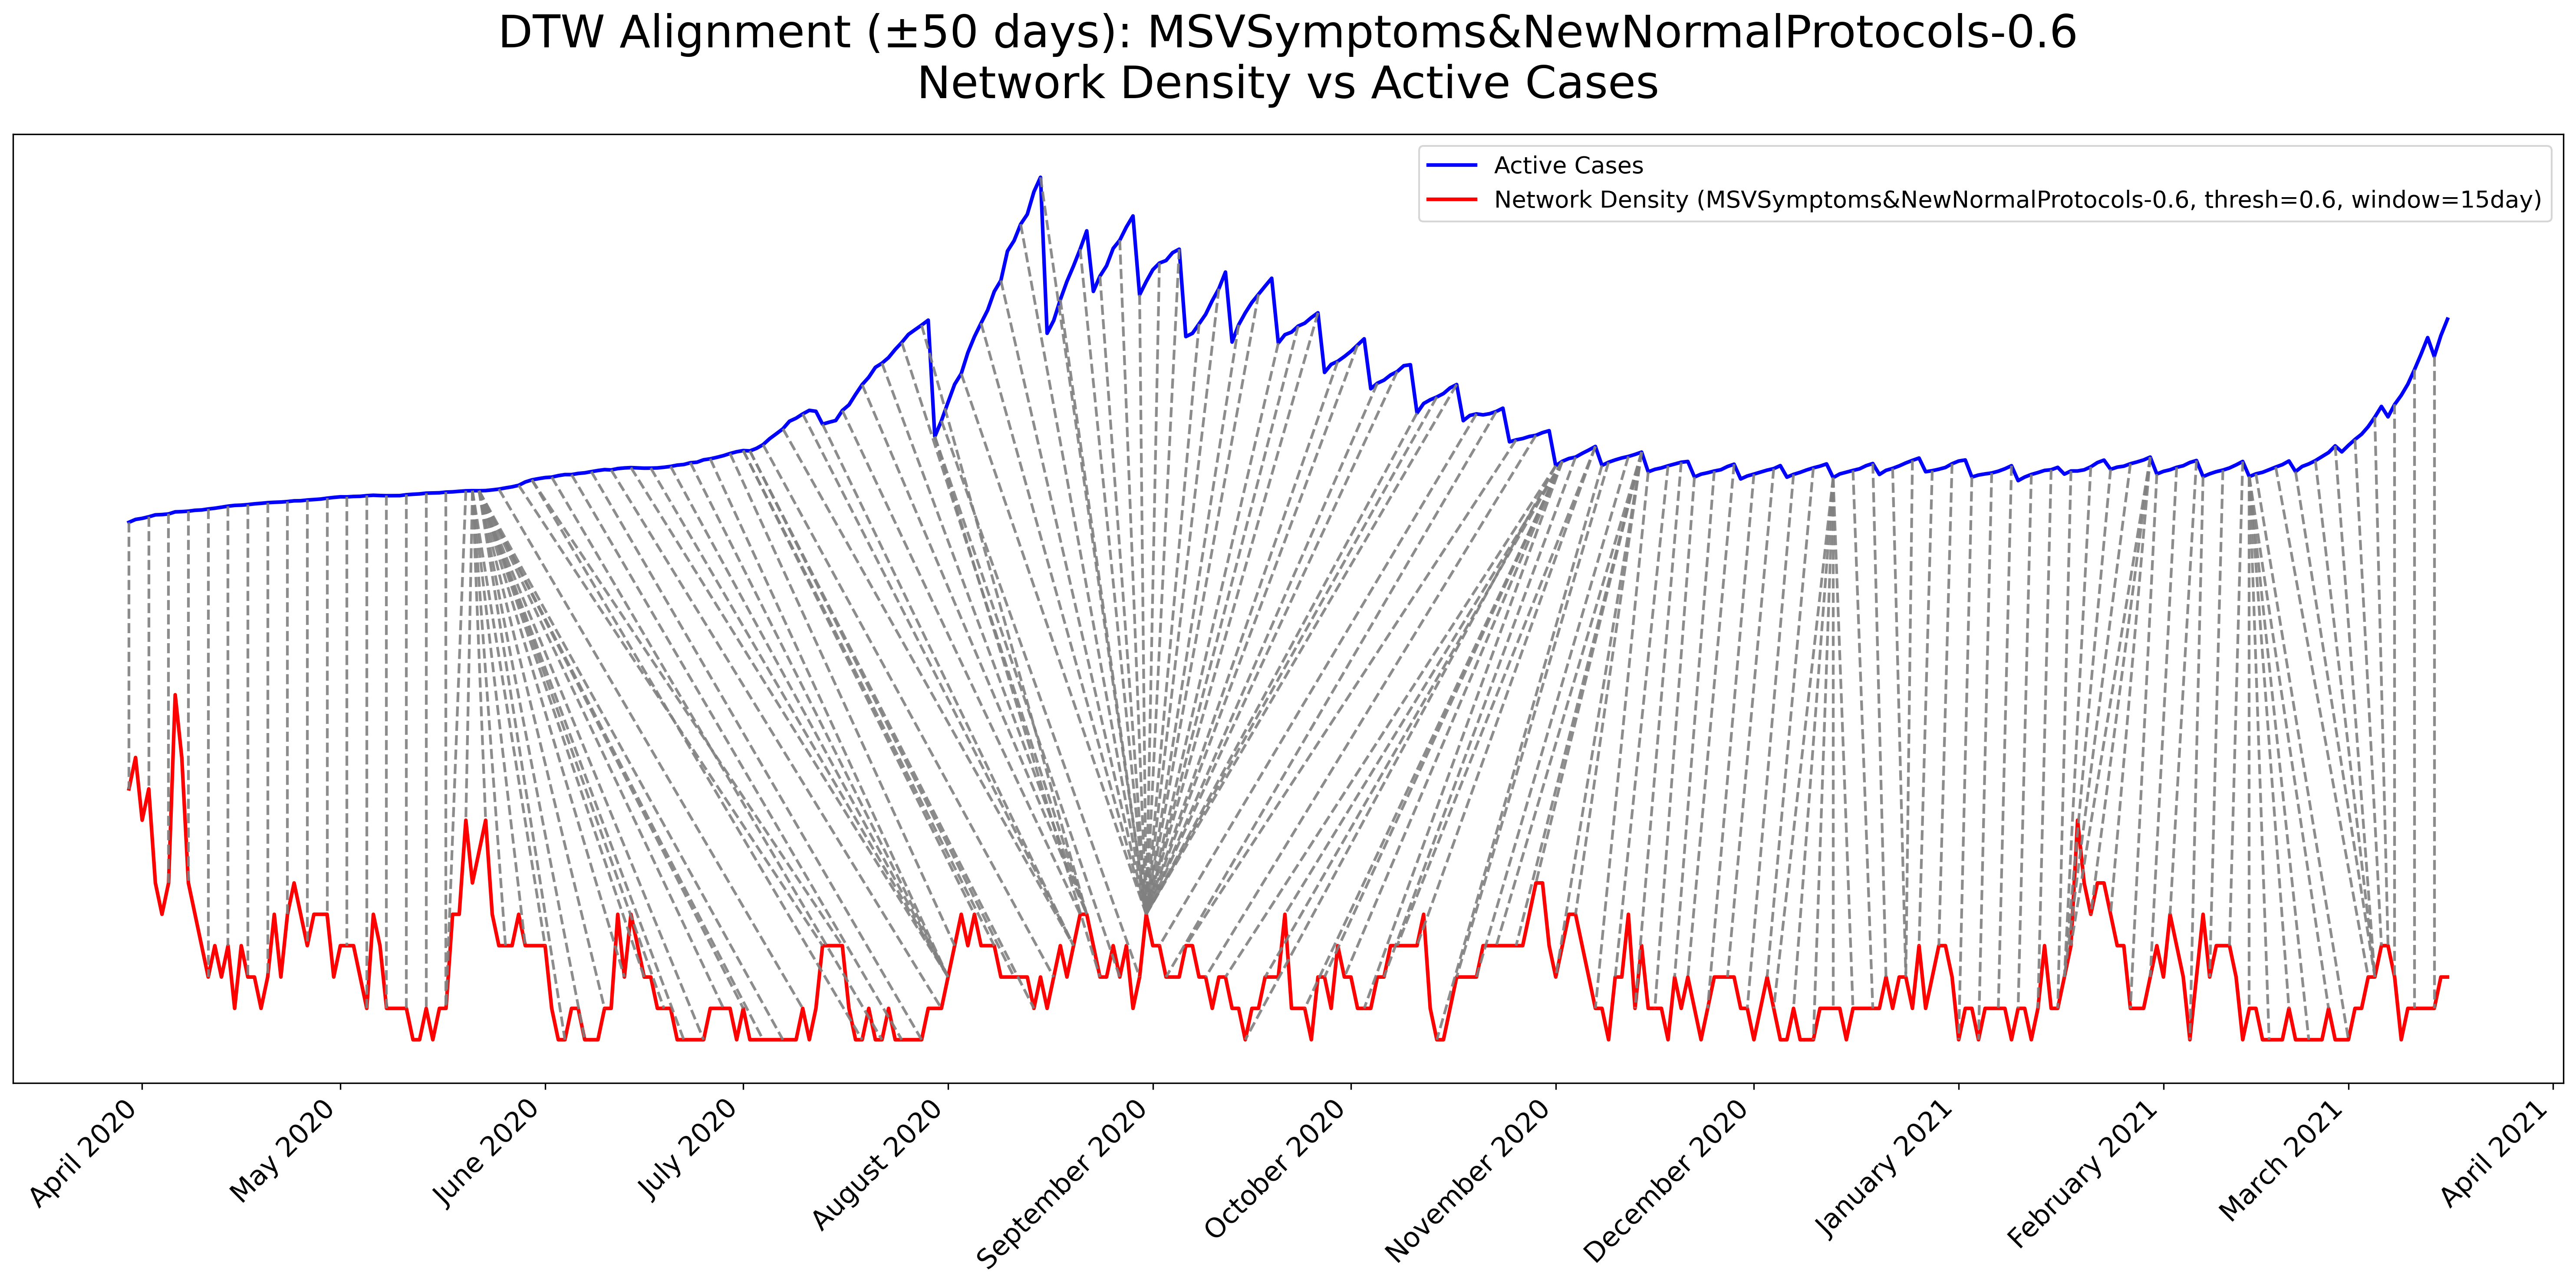 DTW Alignment (±50 days): MSVSymptoms&NewNormalProtocols-0.6
Network Density vs Active Cases
Active Cases
Network Density (MSVSymptoms&NewNormalProtocols-0.6, thresh=0.6, window=15day)
April 2020
May 2020
June 2020
July 2020
August 2020
September 2020
October 2020
November 2020
December 2020
January 2021
February 2021
March 2021
April 2021